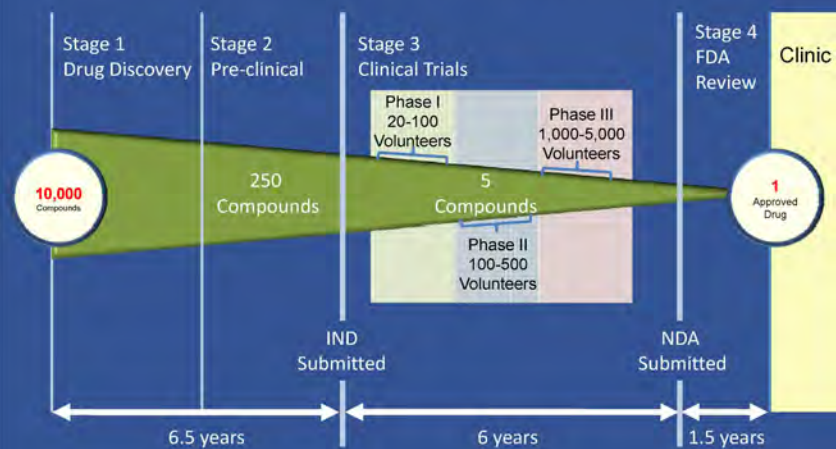 Stage 1
Drug Discovery
Stage 2
Pre-clinical
Stage 3
Clinical Trials
Stage 4
FDA
Review
Clinic
Phase I
20-100
Volunteers
Phase III
1,000-5,000
Volunteers
10,000
Compounds
250
Compounds
5
Compounds
1
Approved
Drug
Phase II
100-500
Volunteers
IND
Submitted
NDA
Submitted
6.5 years
6 years
1.5 years